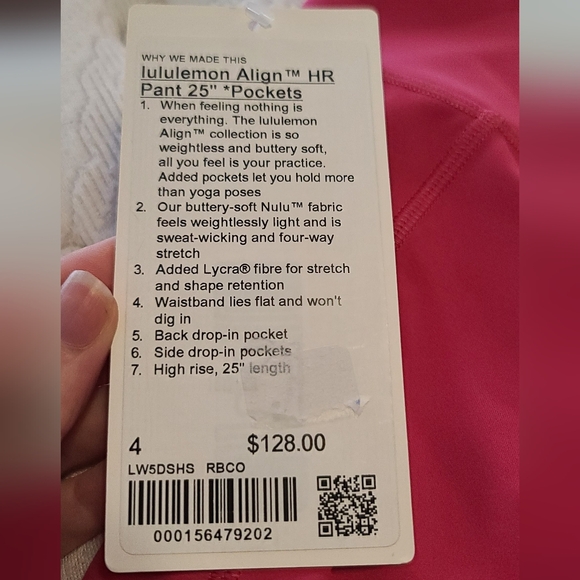 WHY WE MADE THIS
lululemon Align™ HR
Pant 25" *Pockets
1. When feeling nothing is
everything. The lululemon
Align™ collection is so
weightless and buttery soft,
all you feel is your practice.
Added pockets let you hold more
than yoga poses
2. Our buttery-soft Nulu™ fabric
feels weightlessly light and is
sweat-wicking and four-way
stretch
3. Added Lycra® fibre for stretch
and shape retention
4. Waistband lies flat and won't
dig in
5. Back drop-in pocket
6. Side drop-in pockets
7. High rise, 25" length
4 $128.00
LW5DSHS RBCO
000156479202